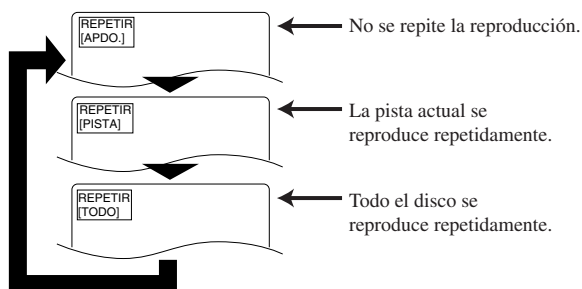 REPETIR
[APDO.]
No se repite la reproducción.
REPETIR
[PISTA]
La pista actual se
reproduce repetidamente.
REPETIR
[TODO]
Todo el disco se
reproduce repetidamente.